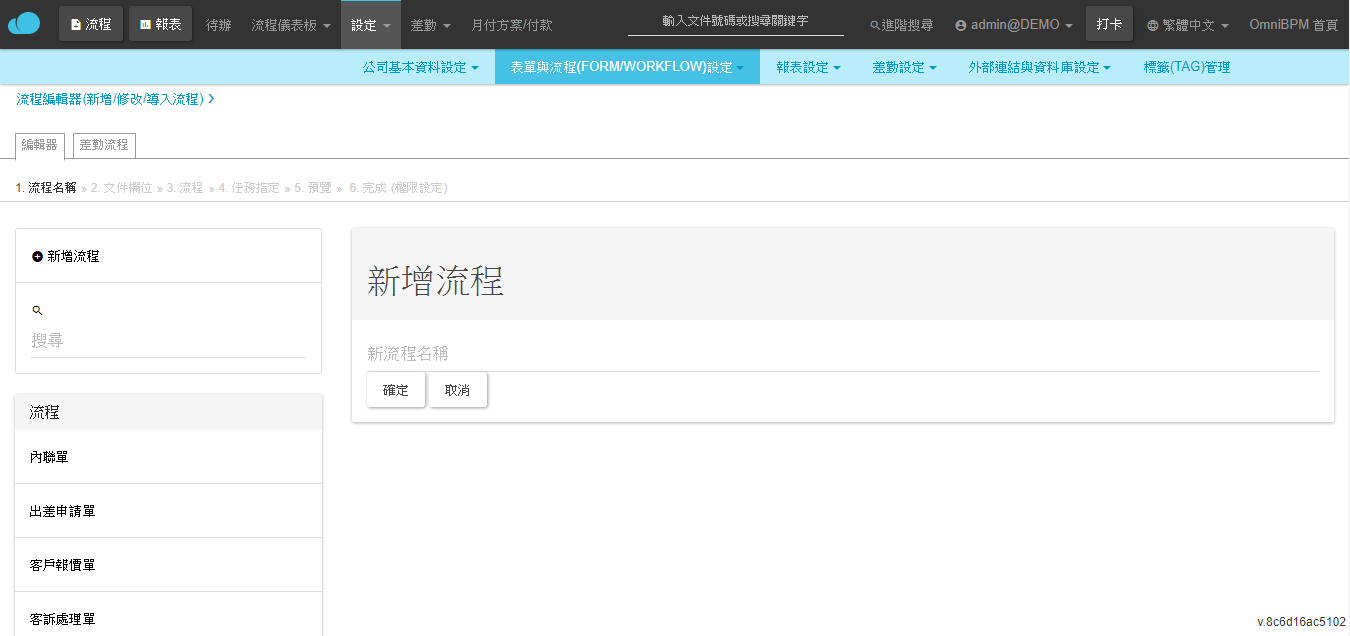 流程 報表 待辦 流程儀表板 設定 差勤 月付方案/付款 輸入文件號碼或搜尋關鍵字 進階搜尋 admin@DEMO 打卡 繁體中文 OmniBPM 首頁
公司基本資料設定 表單與流程(FORM/WORKFLOW)設定 報表設定 差勤設定 外部連結與資料庫設定 標籤(TAG)管理
流程編輯器(新增/修改/導入流程)
編輯器 差勤流程
1. 流程名稱 » 2. 文件欄位 » 3. 流程 » 4. 任務指定 » 5. 預覽 » 6. 完成 (權限設定)
新增流程
搜尋
流程
內聯單
出差申請單
客戶報價單
客訴處理單
新增流程
新流程名稱
確定 取消
v.8c6d16ac5102